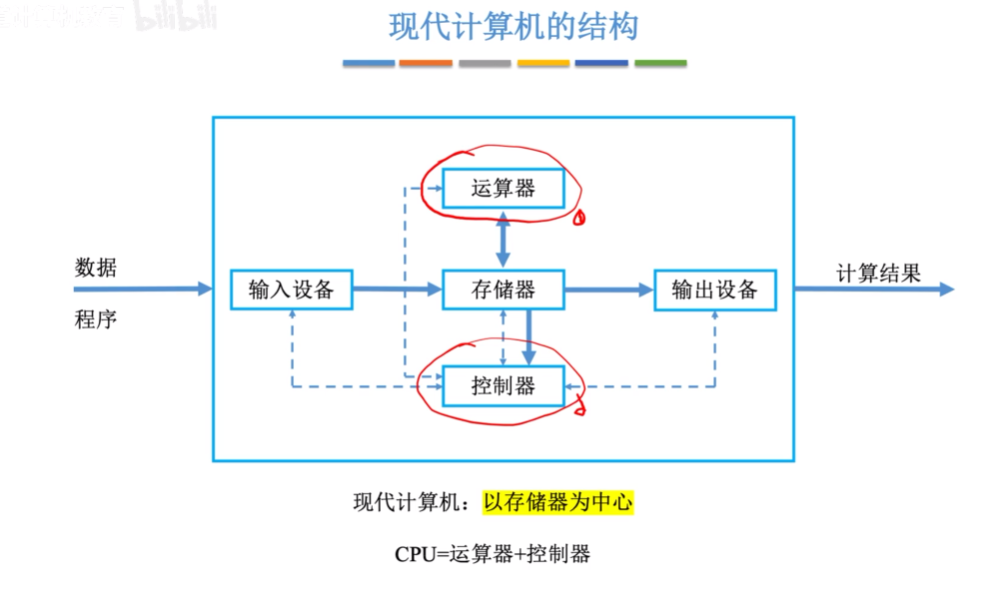 bilibili
现代计算机的结构
运算器
数据
程序
输入设备
存储器
输出设备
计算结果
控制器
现代计算机：以存储器为中心
CPU=运算器+控制器